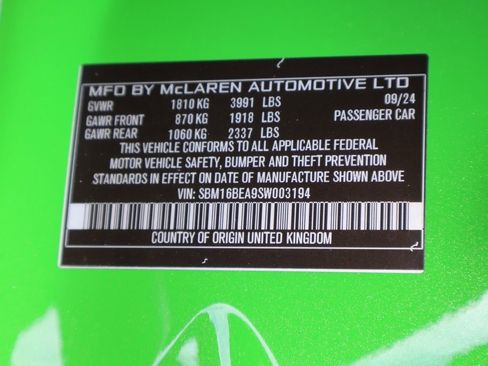 MFD BY McLAREN AUTOMOTIVE LTD
GVWR 1810 KG 3991 LBS 09/24
GAWR FRONT 870 KG 1918 LBS PASSENGER CAR
GAWR REAR 1060 KG 2337 LBS
THIS VEHICLE CONFORMS TO ALL APPLICABLE FEDERAL
MOTOR VEHICLE SAFETY, BUMPER AND THEFT PREVENTION
STANDARDS IN EFFECT ON DATE OF MANUFACTURE SHOWN ABOVE
VIN: SBM16BEA9SW003194
COUNTRY OF ORIGIN UNITED KINGDOM